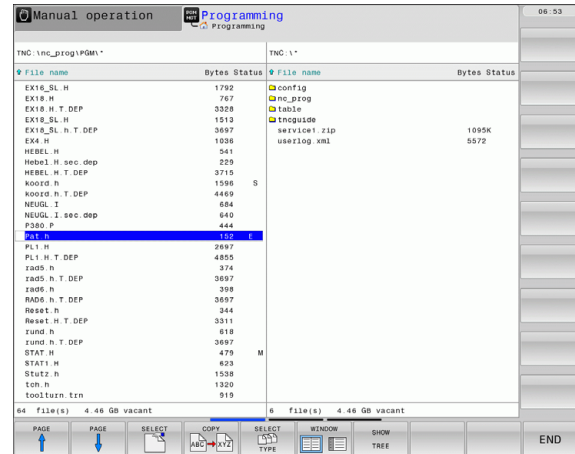 Manual operation
PGM MGT
Programming
Programming
06:53
TNC:\nc_prog\PGM\*
TNC:\*
File name Bytes Status
File name Bytes Status
EX16_SL.H 1792
EX18.H 767
EX18.H.T.DEP 3328
EX18_SL.H 1513
EX18_SL.h.T.DEP 3697
EX4.H 1036
HEBEL.H 541
Hebel.H.sec.dep 229
HEBEL.H.T.DEP 3715
koord.h 1596 S
koord.h.T.DEP 4469
NEUGL.I 684
NEUGL.I.sec.dep 640
P380.P 444
Pat.h 152 E
PL1.H 2697
PL1.H.T.DEP 4855
rad5.h 374
rad5.h.T.DEP 3697
rad6.h 398
RAD6.h.T.DEP 3697
Reset.h 344
Reset.H.T.DEP 3311
rund.h 618
rund.h.T.DEP 3697
STAT.H 479 M
STAT1.H 623
Stutz.h 1538
tch.h 1320
toolturn.trn 919
config
nc_prog
table
tncguide
service1.zip 1095K
userlog.xml 5572
64 file(s) 4.46 GB vacant
6 file(s) 4.46 GB vacant
PAGE
PAGE
SELECT
COPY
ABC XYZ
SELECT
TYPE
WINDOW
SHOW
TREE
END